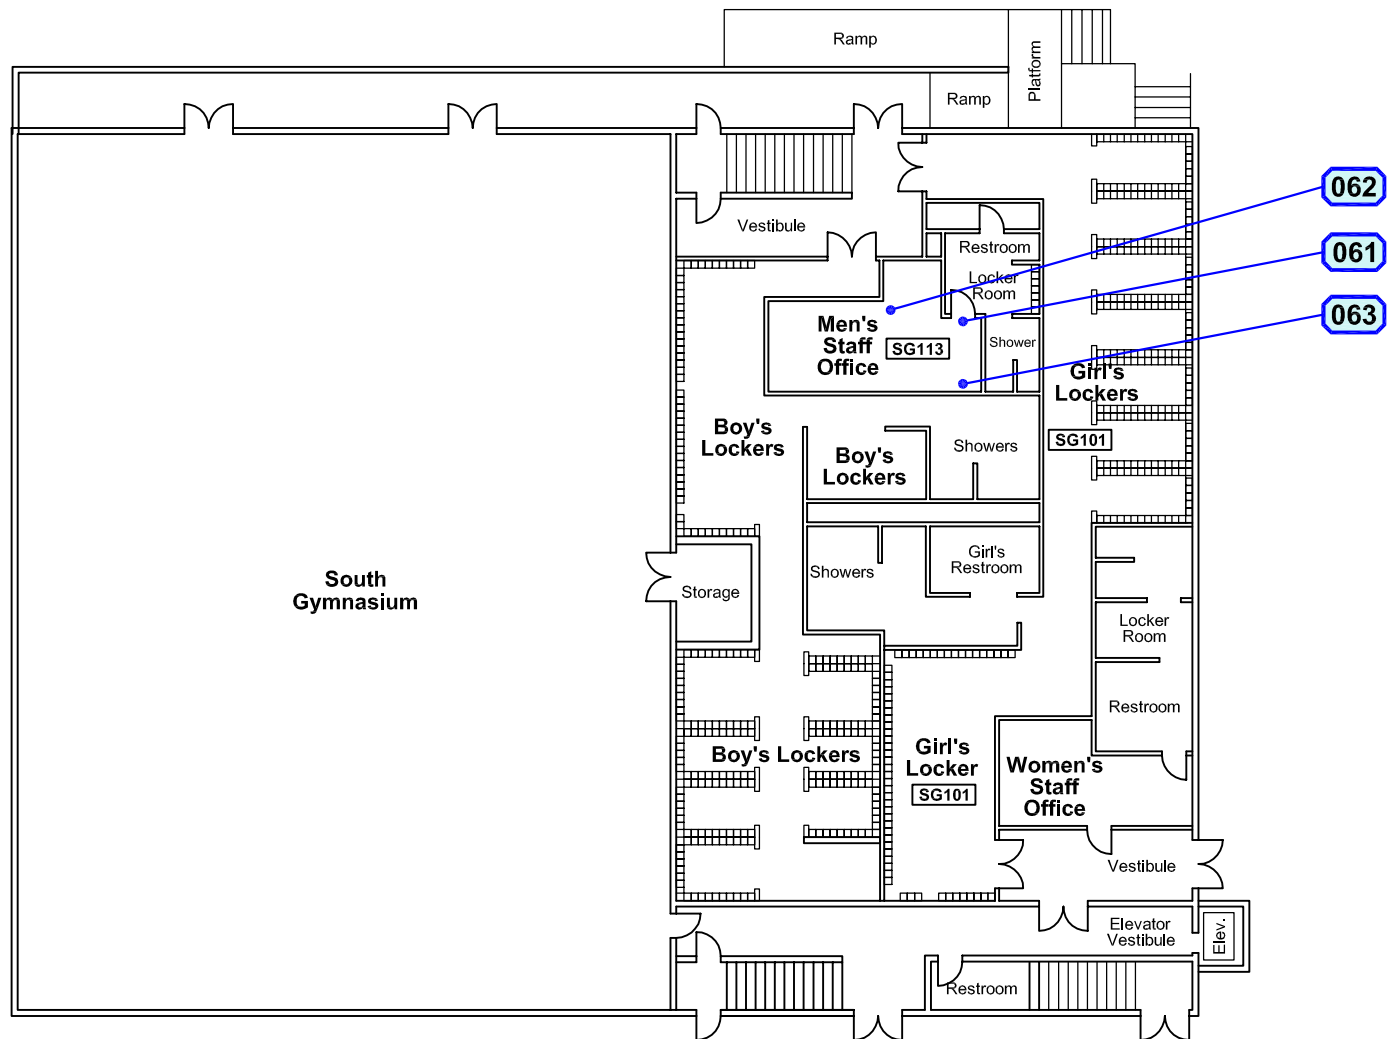 Ramp
Platform
Ramp
062
Vestibule
Restroom
061
Locker
Room
063
Men's
Staff
Office
SG113
Shower
Girl's
Lockers
Boy's
Lockers
SG101
Boy's
Lockers
Showers
Girl's
Restroom
Showers
South
Gymnasium
Storage
Locker
Room
Restroom
Boy's Lockers
Girl's
Locker
SG101
Women's
Staff
Office
Vestibule
Elevator
Vestibule
Elev.
Restroom